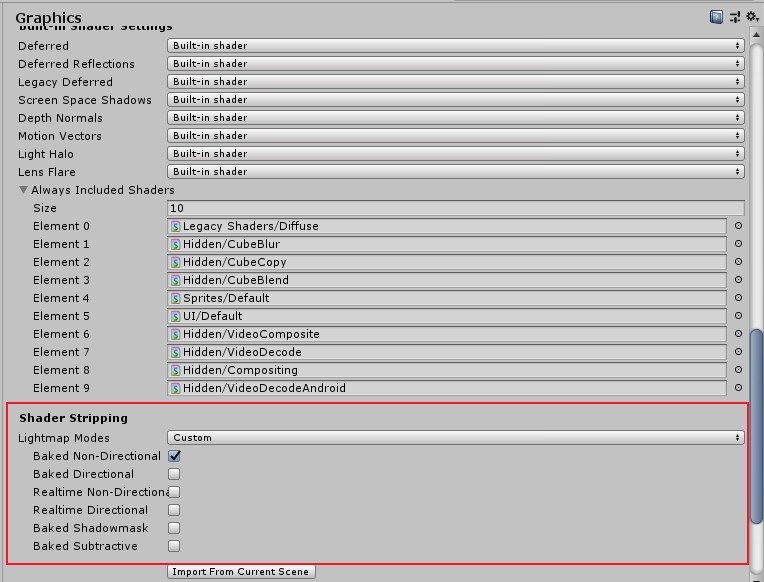 Graphics
Built-in Shader Settings
Deferred Built-in shader
Deferred Reflections Built-in shader
Legacy Deferred Built-in shader
Screen Space Shadows Built-in shader
Depth Normals Built-in shader
Motion Vectors Built-in shader
Light Halo Built-in shader
Lens Flare Built-in shader
Always Included Shaders
Size 10
Element 0 Legacy Shaders/Diffuse
Element 1 Hidden/CubeBlur
Element 2 Hidden/CubeCopy
Element 3 Hidden/CubeBlend
Element 4 Sprites/Default
Element 5 UI/Default
Element 6 Hidden/VideoComposite
Element 7 Hidden/VideoDecode
Element 8 Hidden/Compositing
Element 9 Hidden/VideoDecodeAndroid
Shader Stripping
Lightmap Modes Custom
Baked Non-Directional
Baked Directional
Realtime Non-Directiona
Realtime Directional
Baked Shadowmask
Baked Subtractive
Import From Current Scene